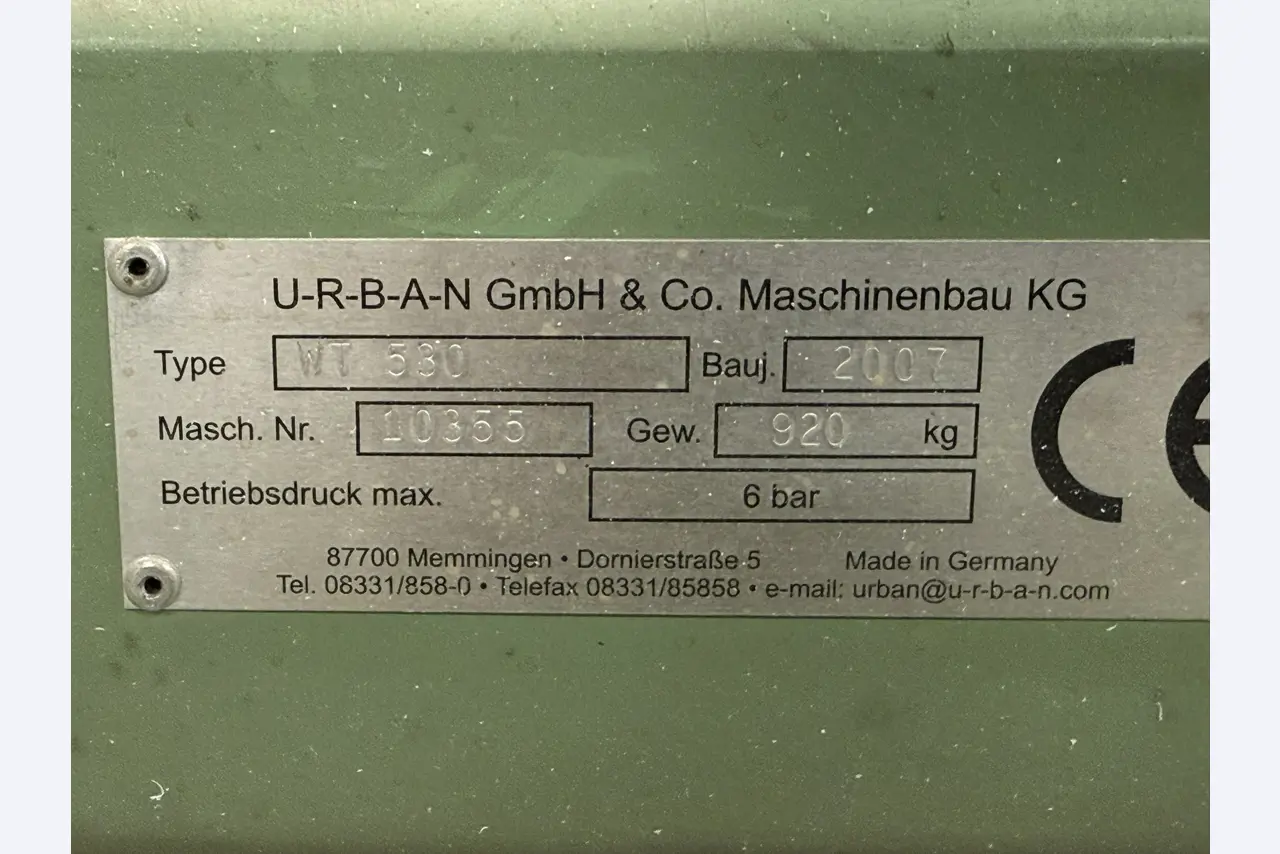 U-R-B-A-N GmbH & Co. Maschinenbau KG
Type WT 530 Bauj. 2007
Masch. Nr. 10355 Gew. 920 kg
Betriebsdruck max. 6 bar
CE
87700 Memmingen • Dornierstraße 5 Made in Germany
Tel. 08331/858-0 • Telefax 08331/85858 • e-mail: urban@u-r-b-a-n.com